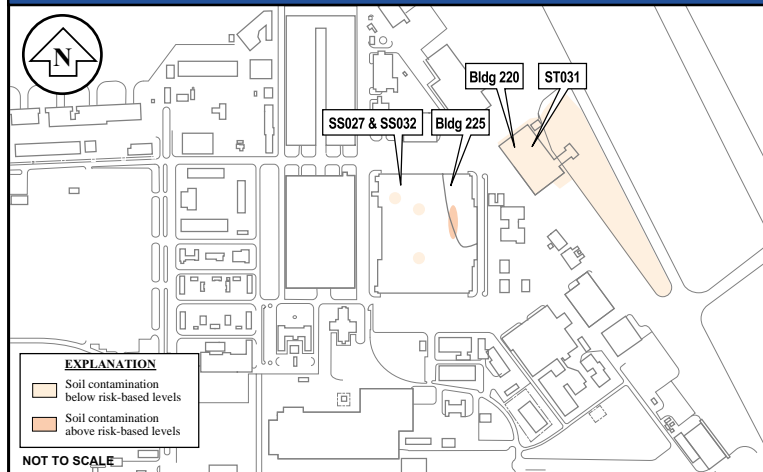 N
Bldg 220
ST031
SS027 & SS032
Bldg 225
EXPLANATION
Soil contamination
below risk-based levels
Soil contamination
above risk-based levels
NOT TO SCALE